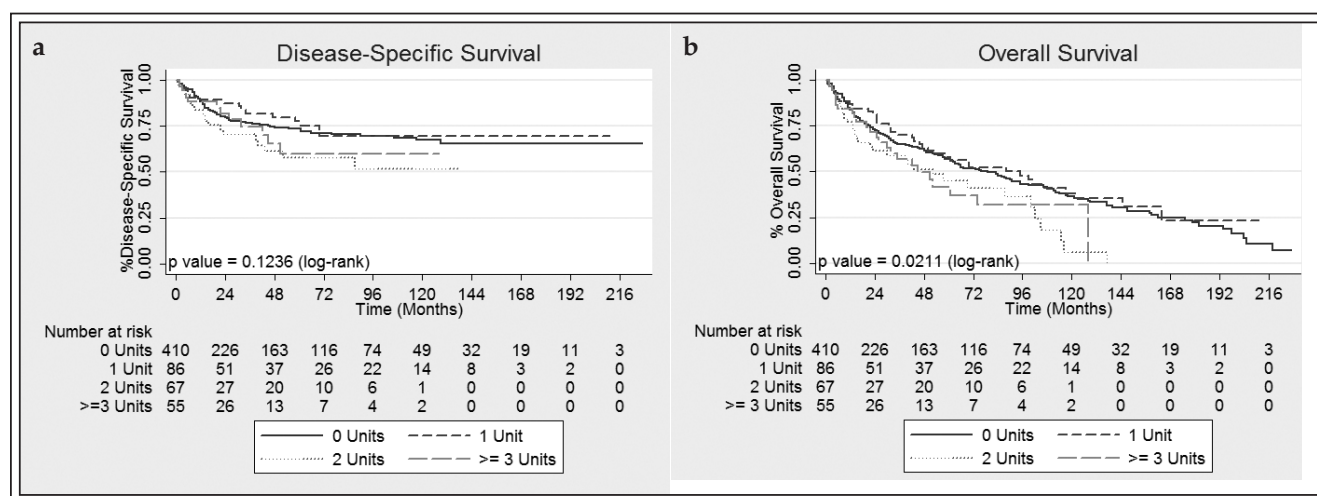 a
Disease-Specific Survival
%Disease-Specific Survival
1.00
0.75
0.50
0.25
0.00
p value = 0.1236 (log-rank)
0 24 48 72 96 120 144 168 192 216
Time (Months)
Number at risk
0 Units 410 226 163 116 74 49 32 19 11 3
1 Unit 86 51 37 26 22 14 8 3 2 0
2 Units 67 27 20 10 6 1 0 0 0 0
>=3 Units 55 26 13 7 4 2 0 0 0 0
0 Units 1 Unit
2 Units >= 3 Units
b
Overall Survival
% Overall Survival
1.00
0.75
0.50
0.25
0.00
p value = 0.0211 (log-rank)
0 24 48 72 96 120 144 168 192 216
Time (Months)
Number at risk
0 Units 410 226 163 116 74 49 32 19 11 3
1 Unit 86 51 37 26 22 14 8 3 2 0
2 Units 67 27 20 10 6 1 0 0 0 0
>= 3 Units 55 26 13 7 4 2 0 0 0 0
0 Units 1 Unit
2 Units >= 3 Units